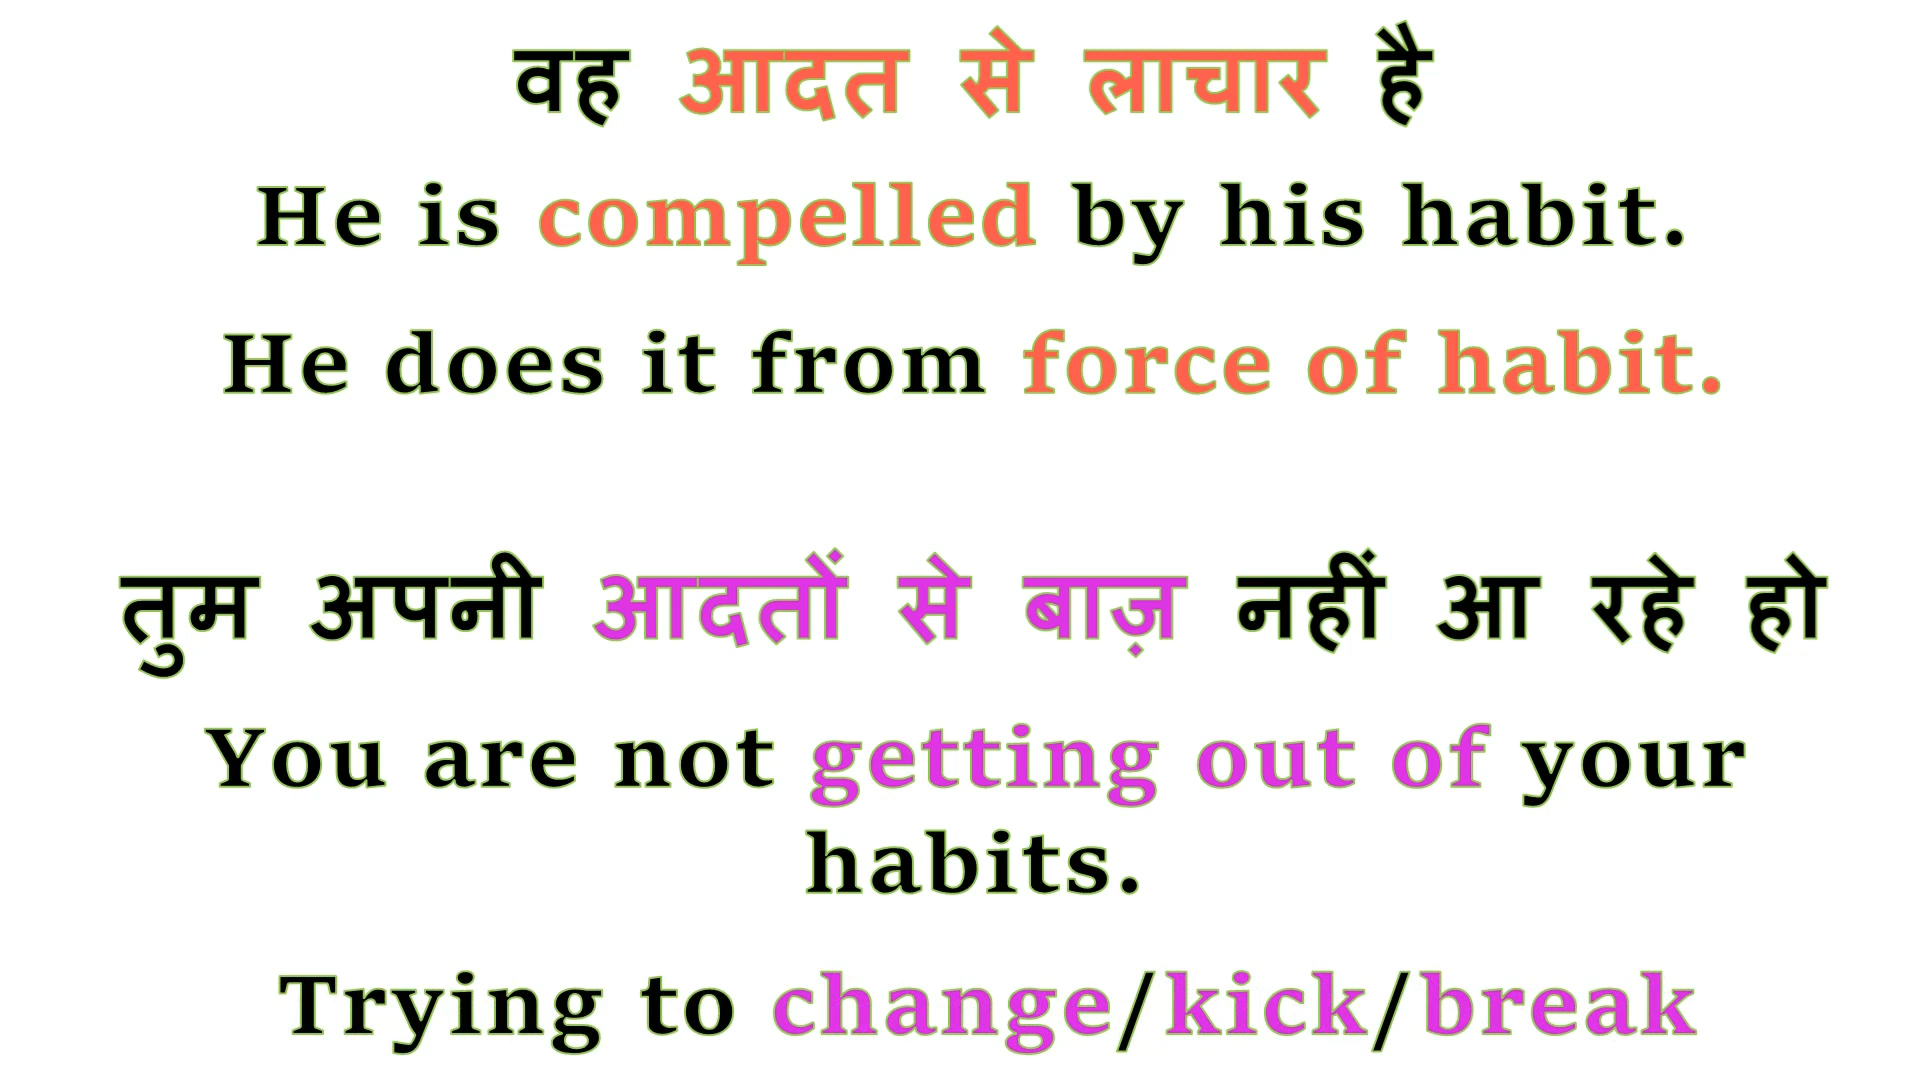 वह आदत से लाचार है
He is compelled by his habit.
He does it from force of habit.
तुम अपनी आदतों से बाज़ नहीं आ रहे हो
You are not getting out of your
habits.
Trying to change/kick/break